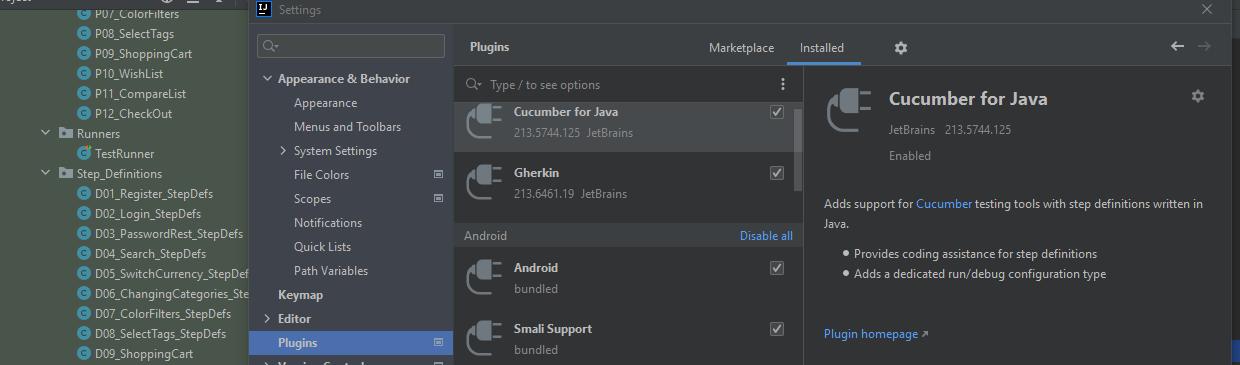 Settings
P07_ColorFilters
P08_SelectTags
P09_ShoppingCart
P10_WishList
P11_CompareList
P12_CheckOut
Runners
TestRunner
Step_Definitions
D01_Register_StepDefs
D02_Login_StepDefs
D03_PasswordRest_StepDefs
D04_Search_StepDefs
D05_SwitchCurrency_StepDef
D06_ChangingCategories_Ste
D07_ColorFilters_StepDefs
D08_SelectTags_StepDefs
D09_ShoppingCart
Appearance & Behavior
Appearance
Menus and Toolbars
System Settings
File Colors
Scopes
Notifications
Quick Lists
Path Variables
Keymap
Editor
Plugins
Plugins
Marketplace
Installed
Type / to see options
Cucumber for Java
213.5744.125 JetBrains
Gherkin
213.6461.19 JetBrains
Android
Disable all
Android
bundled
Smali Support
bundled
Cucumber for Java
JetBrains 213.5744.125
Enabled
Adds support for Cucumber testing tools with step definitions written in
Java.
Provides coding assistance for step definitions
Adds a dedicated run/debug configuration type
Plugin homepage